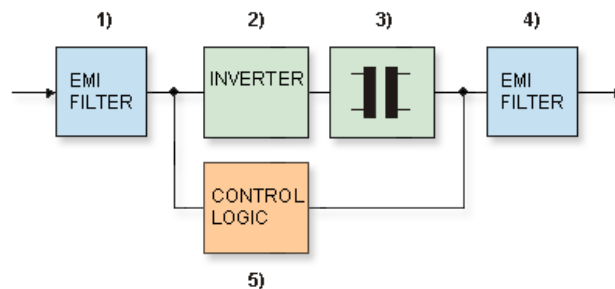 1)
2)
3)
4)
EMI
FILTER
INVERTER
EMI
FILTER
CONTROL
LOGIC
5)